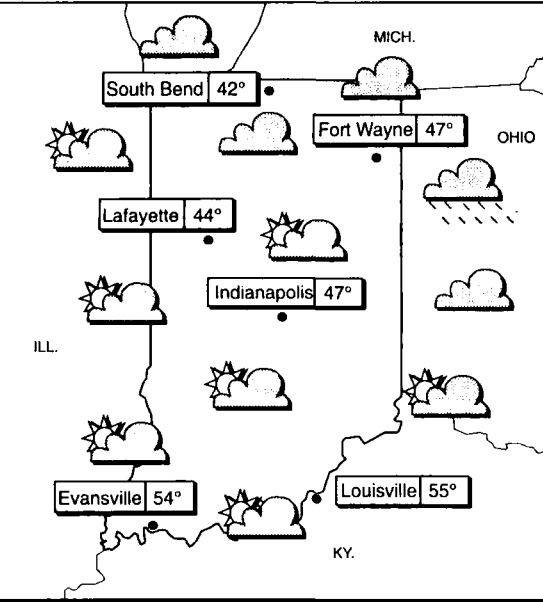 MICH.
South Bend 42°
Fort Wayne 47°
OHIO
Lafayette 44°
Indianapolis 47°
ILL.
Evansville 54°
Louisville 55°
KY.